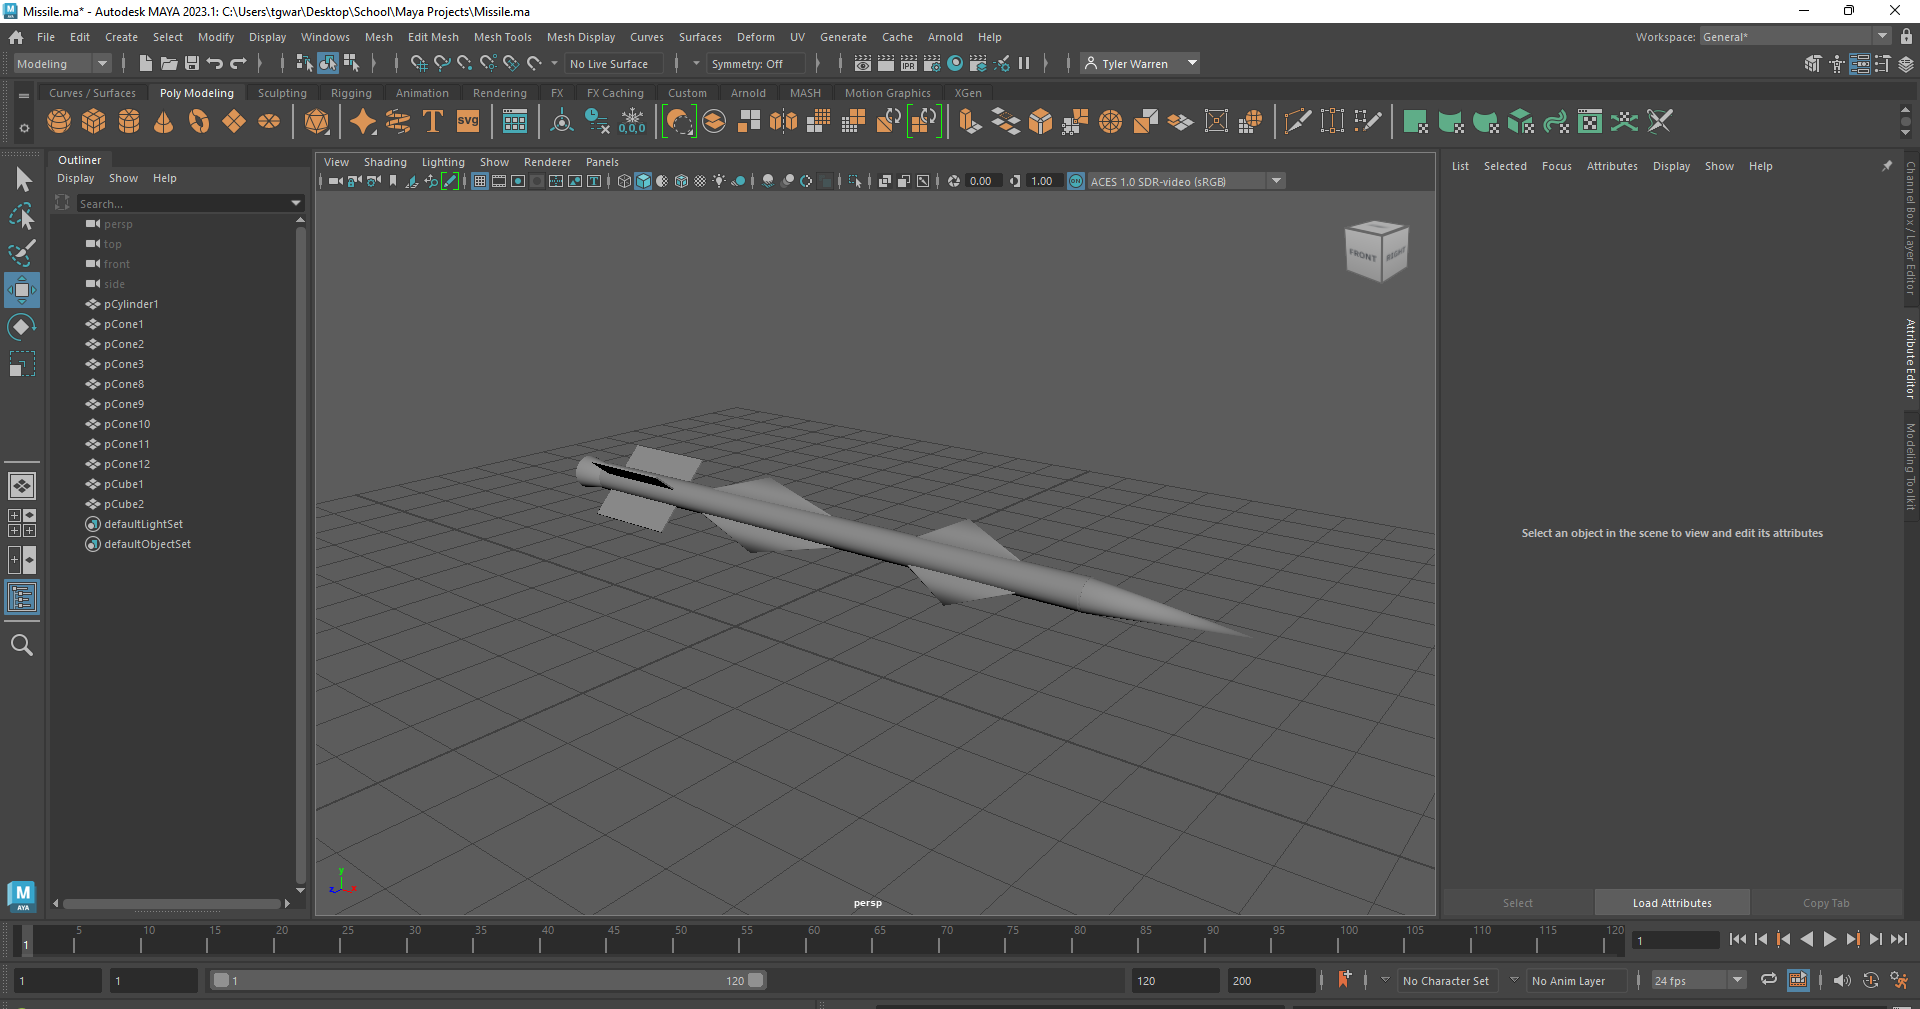 Missile.ma* - Autodesk MAYA 2023.1: C:\Users\tgwar\Desktop\School\Maya Projects\Missile.ma
File Edit Create Select Modify Display Windows Mesh Edit Mesh Mesh Tools Mesh Display Curves Surfaces Deform UV Generate Cache Arnold Help Workspace: General*
Modeling No Live Surface Symmetry: Off IPR Tyler Warren
Curves / Surfaces Poly Modeling Sculpting Rigging Animation Rendering FX FX Caching Custom Arnold MASH Motion Graphics XGen
T svg 0,0,0
Outliner
Display Show Help
Search...
persp
top
front
side
pCylinder1
pCone1
pCone2
pCone3
pCone8
pCone9
pCone10
pCone11
pCone12
pCube1
pCube2
defaultLightSet
defaultObjectSet
View Shading Lighting Show Renderer Panels
0.00 1.00 ON ACES 1.0 SDR-video (sRGB)
FRONT RIGHT
y
z x
persp
List Selected Focus Attributes Display Show Help
Select an object in the scene to view and edit its attributes
Select Load Attributes Copy Tab
Channel Box / Layer Editor
Attribute Editor
Modeling Toolkit
M
AYA
1 5 10 15 20 25 30 35 40 45 50 55 60 65 70 75 80 85 90 95 100 105 110 115 120 1
1 1 1 120 120 200 No Character Set No Anim Layer 24 fps